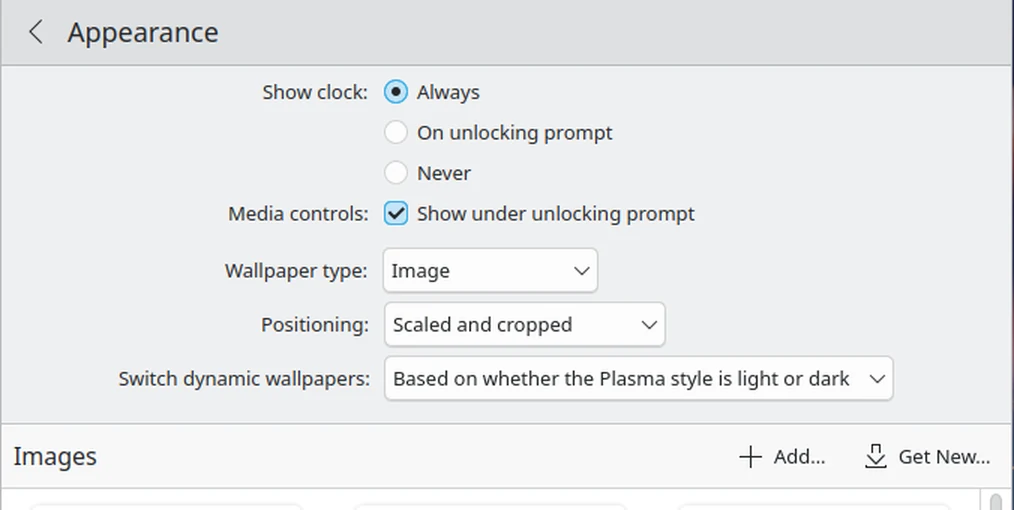 Appearance
Show clock: Always
On unlocking prompt
Never
Media controls: Show under unlocking prompt
Wallpaper type: Image
Positioning: Scaled and cropped
Switch dynamic wallpapers: Based on whether the Plasma style is light or dark
Images Add... Get New...